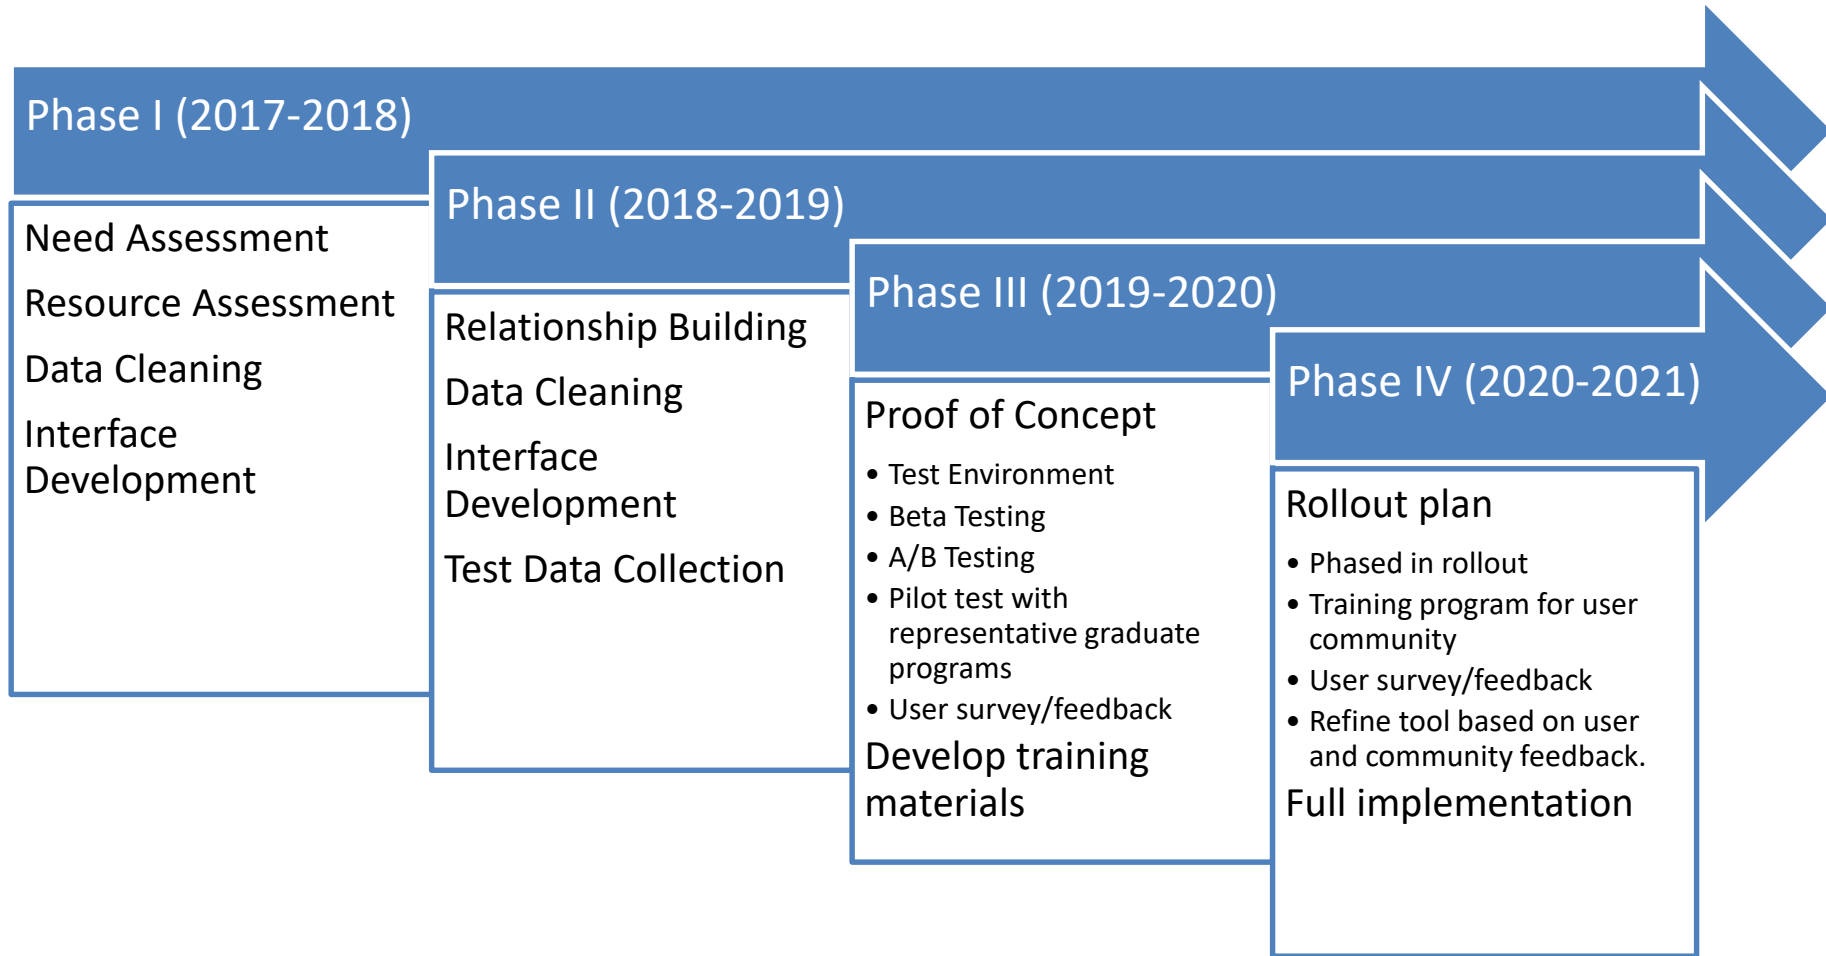 Phase I (2017-2018)
Need Assessment
Resource Assessment
Data Cleaning
Interface
Development
Phase II (2018-2019)
Relationship Building
Data Cleaning
Interface
Development
Test Data Collection
Phase III (2019-2020)
Proof of Concept
• Test Environment
• Beta Testing
• A/B Testing
• Pilot test with
representative graduate
programs
• User survey/feedback
Develop training
materials
Phase IV (2020-2021)
Rollout plan
• Phased in rollout
• Training program for user
community
• User survey/feedback
• Refine tool based on user
and community feedback.
Full implementation